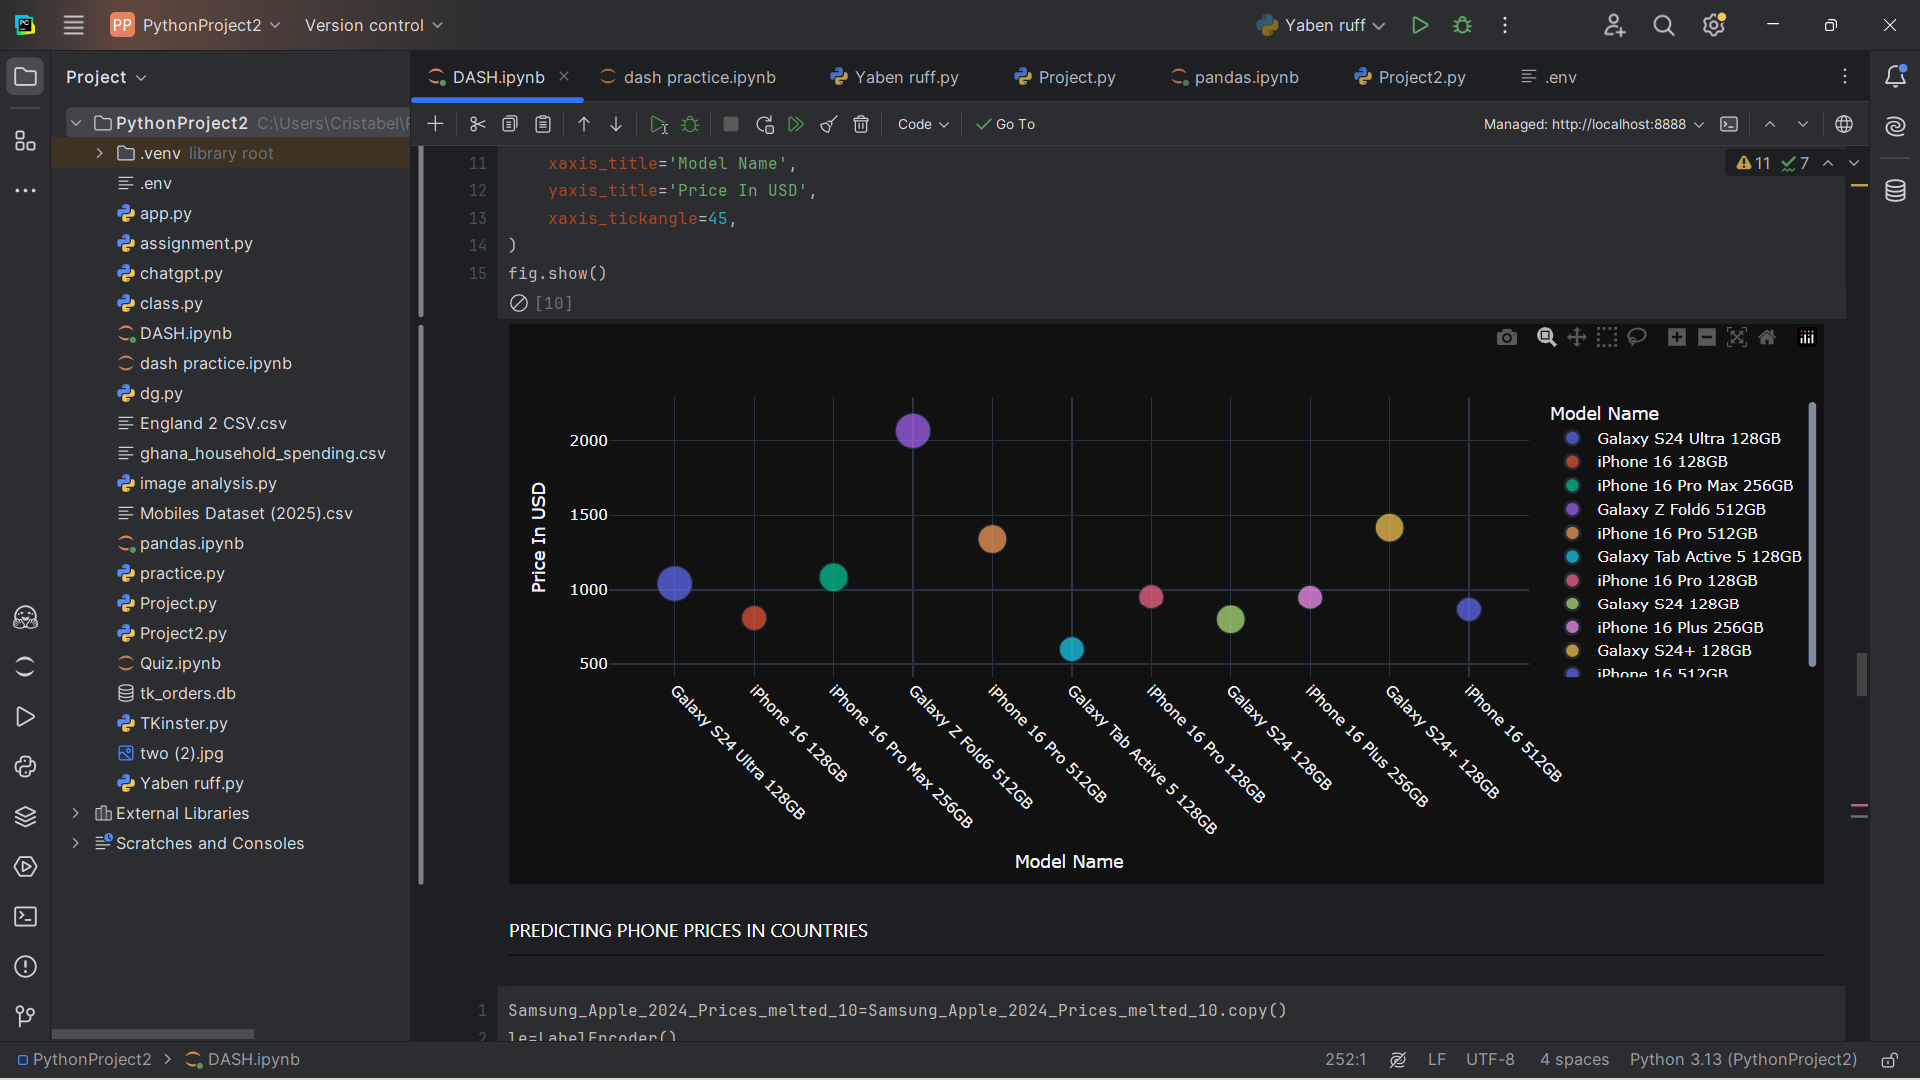 PP PythonProject2 Version control Yaben ruff
Project
PythonProject2 C:\Users\Cristabel\
.venv library root
.env
app.py
assignment.py
chatgpt.py
class.py
DASH.ipynb
dash practice.ipynb
dg.py
England 2 CSV.csv
ghana_household_spending.csv
image analysis.py
Mobiles Dataset (2025).csv
pandas.ipynb
practice.py
Project.py
Project2.py
Quiz.ipynb
tk_orders.db
TKinster.py
two (2).jpg
Yaben ruff.py
External Libraries
Scratches and Consoles
DASH.ipynb dash practice.ipynb Yaben ruff.py Project.py pandas.ipynb Project2.py .env
Code Go To Managed: http://localhost:8888
11 7
11 xaxis_title='Model Name',
12 yaxis_title='Price In USD',
13 xaxis_tickangle=45,
14 )
15 fig.show()
[10]
Price In USD
2000
1500
1000
500
Galaxy S24 Ultra 128GB
iPhone 16 128GB
iPhone 16 Pro Max 256GB
Galaxy Z Fold6 512GB
iPhone 16 Pro 512GB
Galaxy Tab Active 5 128GB
iPhone 16 Pro 128GB
Galaxy S24 128GB
iPhone 16 Plus 256GB
Galaxy S24+ 128GB
iPhone 16 512GB
Model Name
Model Name
Galaxy S24 Ultra 128GB
iPhone 16 128GB
iPhone 16 Pro Max 256GB
Galaxy Z Fold6 512GB
iPhone 16 Pro 512GB
Galaxy Tab Active 5 128GB
iPhone 16 Pro 128GB
Galaxy S24 128GB
iPhone 16 Plus 256GB
Galaxy S24+ 128GB
iPhone 16 512GB
PREDICTING PHONE PRICES IN COUNTRIES
1 Samsung_Apple_2024_Prices_melted_10=Samsung_Apple_2024_Prices_melted_10.copy()
2 le=LabelEncoder()
PythonProject2 DASH.ipynb 252:1 LF UTF-8 4 spaces Python 3.13 (PythonProject2)